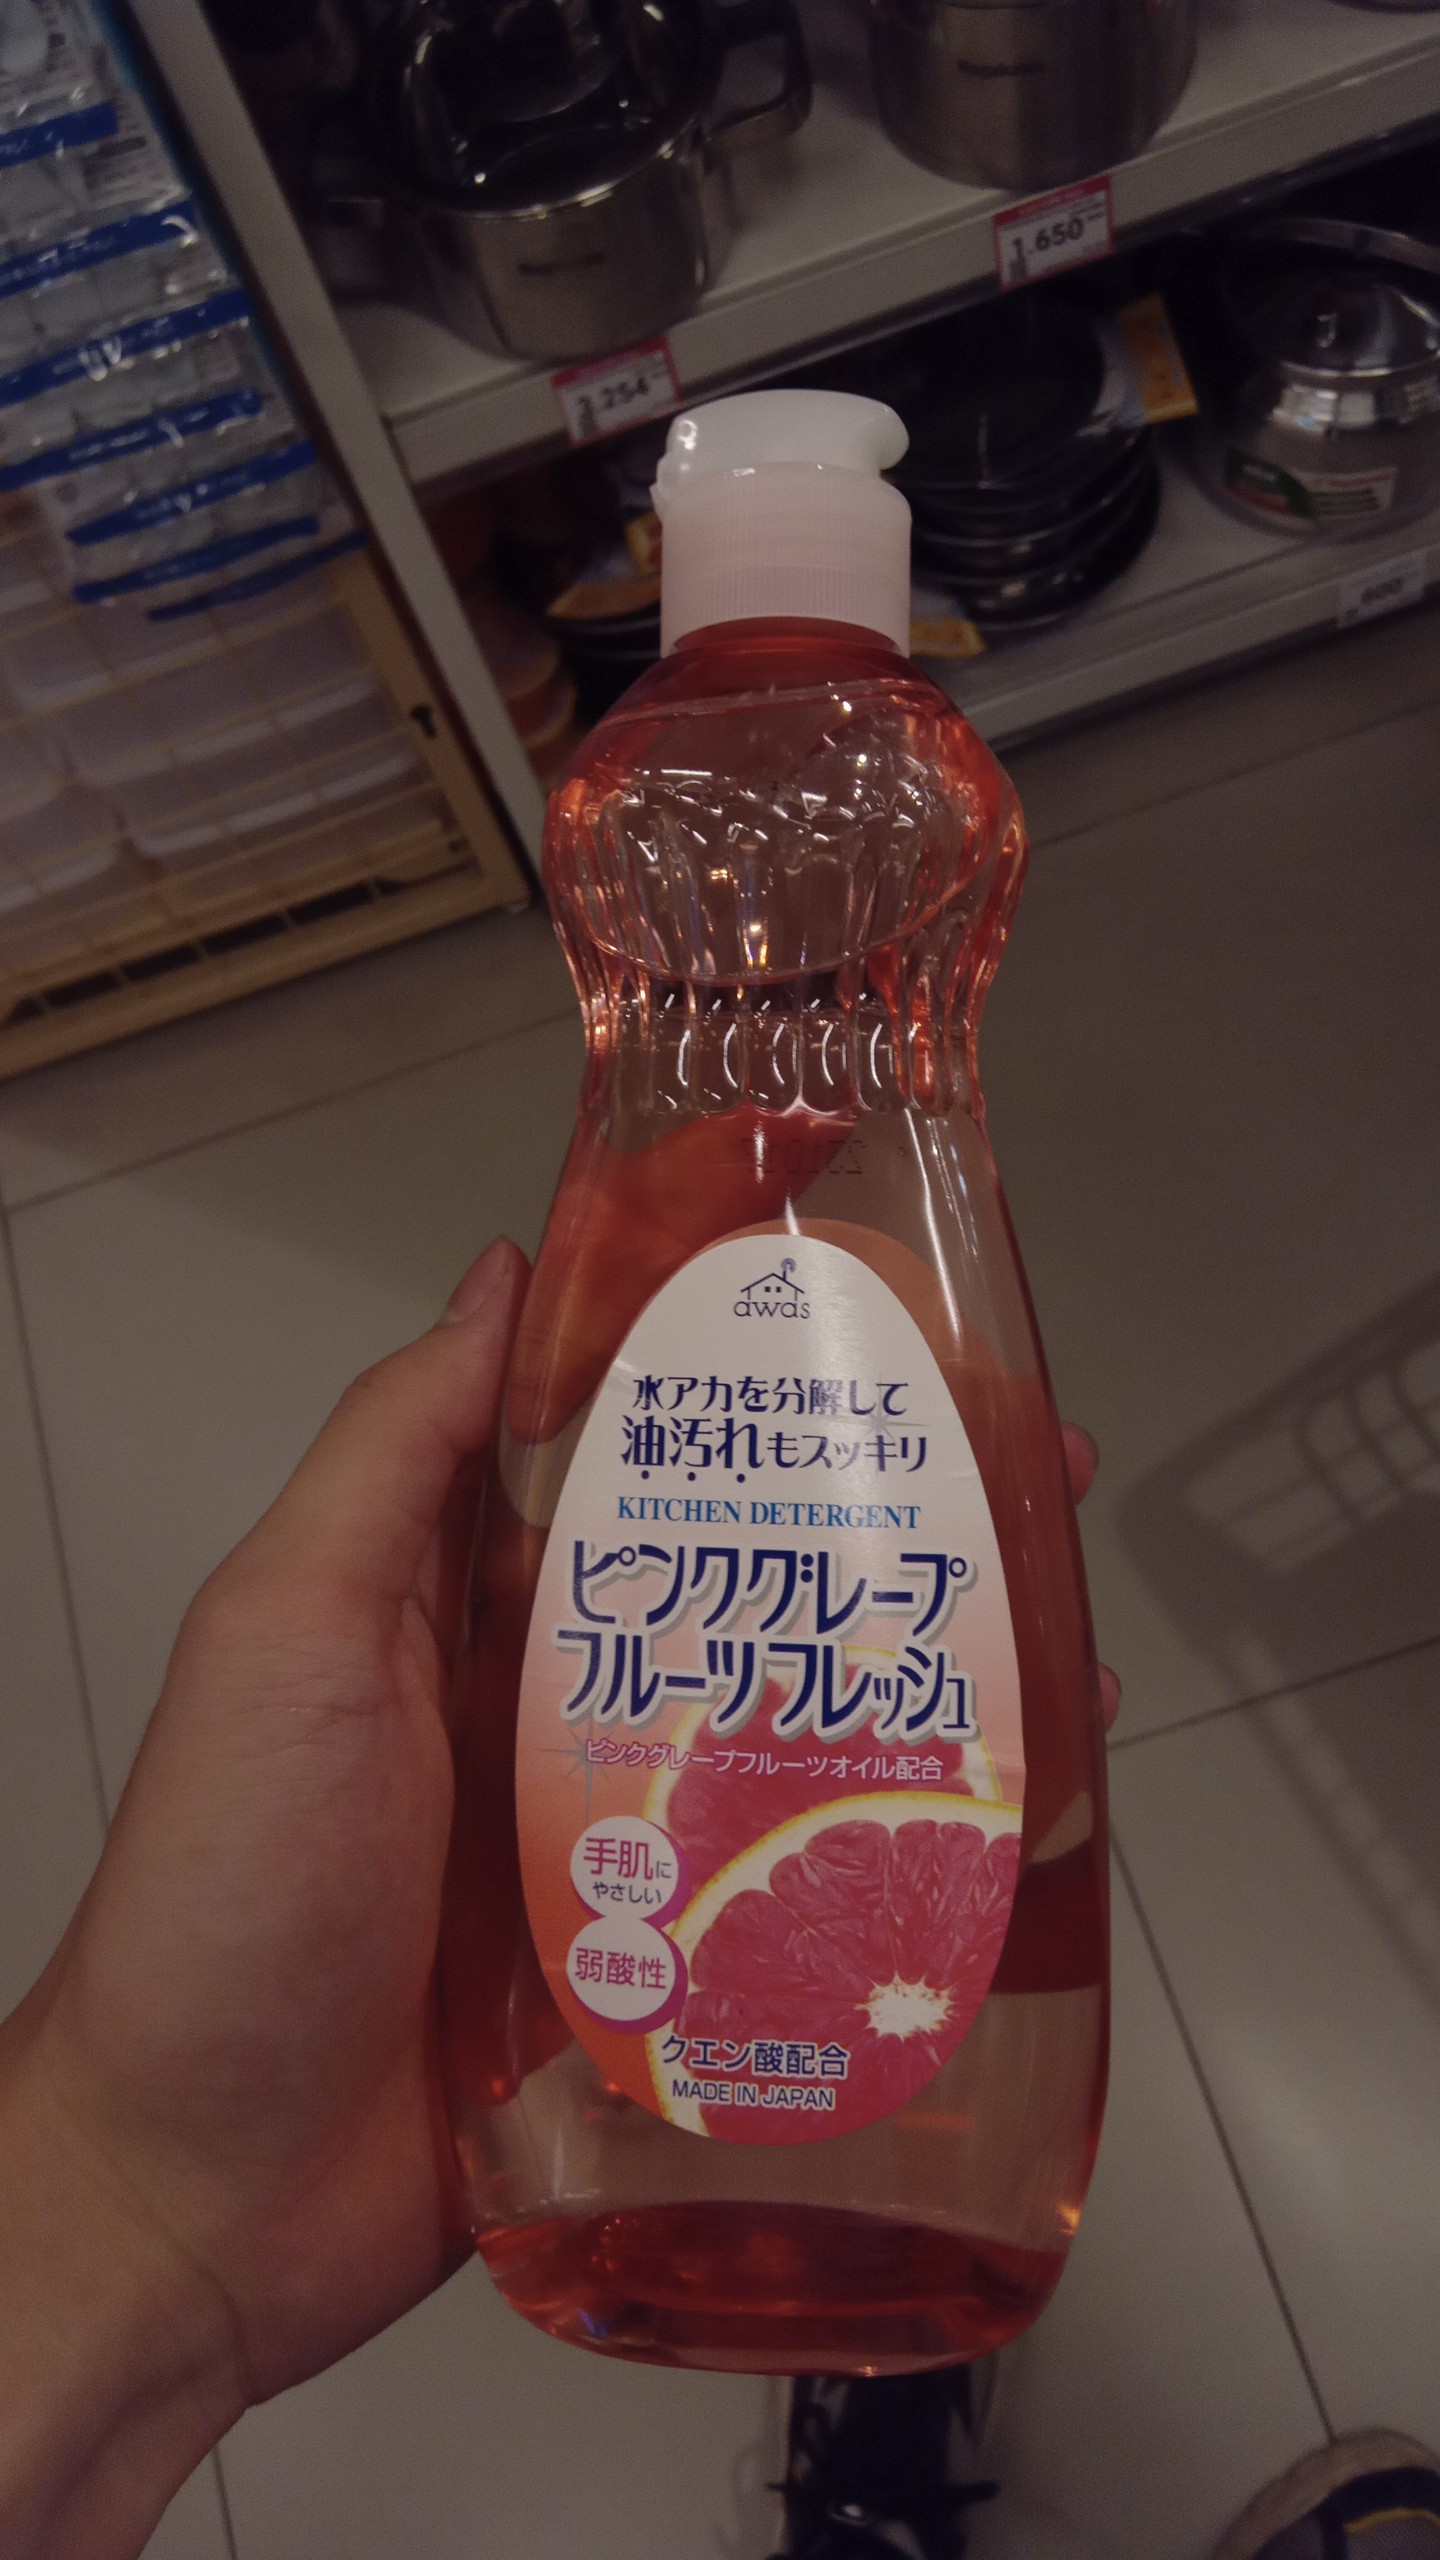 1.650
3.254
600
awas
水アカを分解して
油汚れもスッキリ
KITCHEN DETERGENT
ピンクグレープ
フルーツフレッシュ
ピンクグレープフルーツオイル配合
手肌に
やさしい
弱酸性
クエン酸配合
MADE IN JAPAN